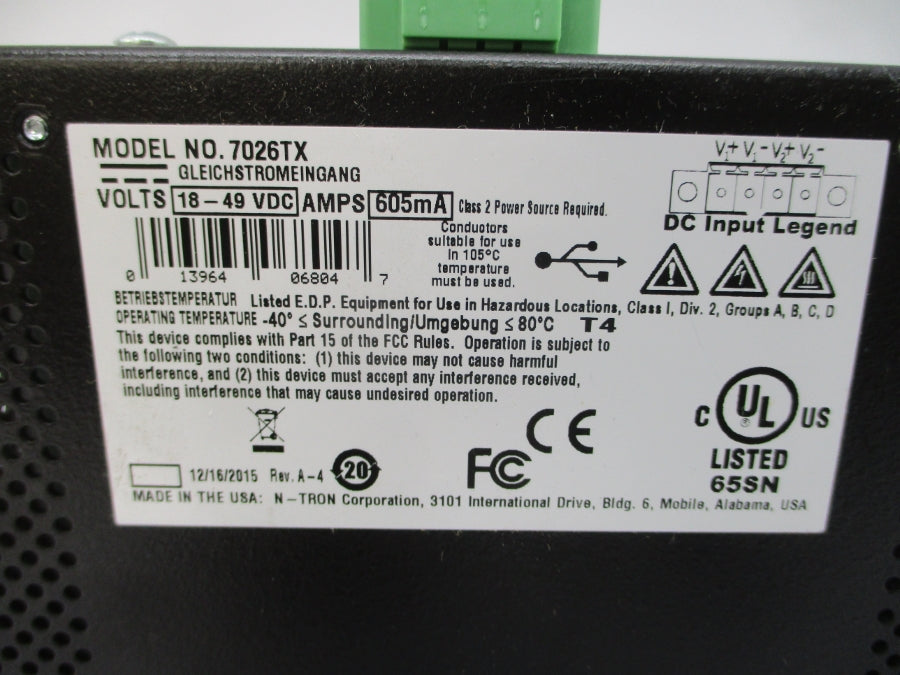 MODEL NO. 7026TX
GLEICHSTROMEINGANG
VOLTS 18 - 49 VDC AMPS 605mA Class 2 Power Source Required.
V1+ V1- V2+ V2-
DC Input Legend
Conductors
suitable for use
in 105°C
temperature
must be used.
0 13964 06804 7
BETRIEBSTEMPERATUR Listed E.D.P. Equipment for Use in Hazardous Locations, Class I, Div. 2, Groups A, B, C, D
OPERATING TEMPERATURE -40° ≤ Surrounding/Umgebung ≤ 80°C T4
This device complies with Part 15 of the FCC Rules. Operation is subject to
the following two conditions: (1) this device may not cause harmful
interference, and (2) this device must accept any interference received,
including interference that may cause undesired operation.
CE
FC
C UL US
LISTED
65SN
12/16/2015 Rev. A-4 20
MADE IN THE USA: N-TRON Corporation, 3101 International Drive, Bldg. 6, Mobile, Alabama, USA